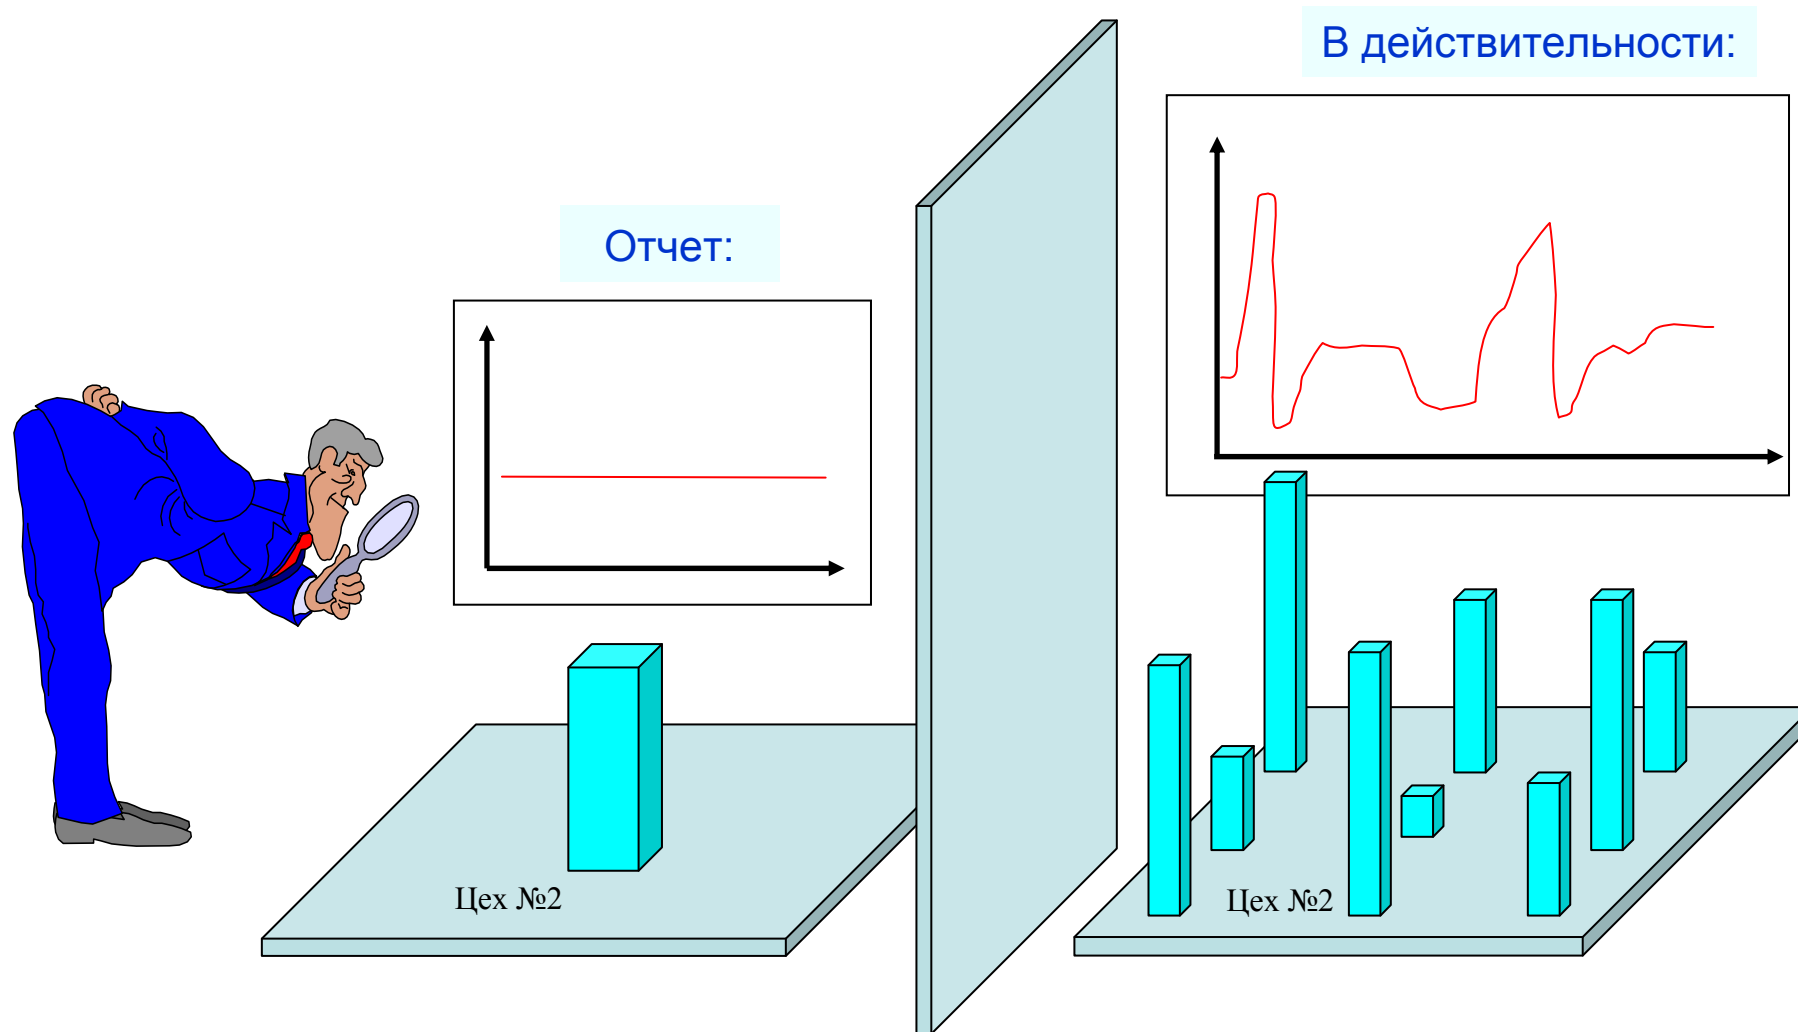 В действительности:
Отчет:
Цех №2
Цех №2